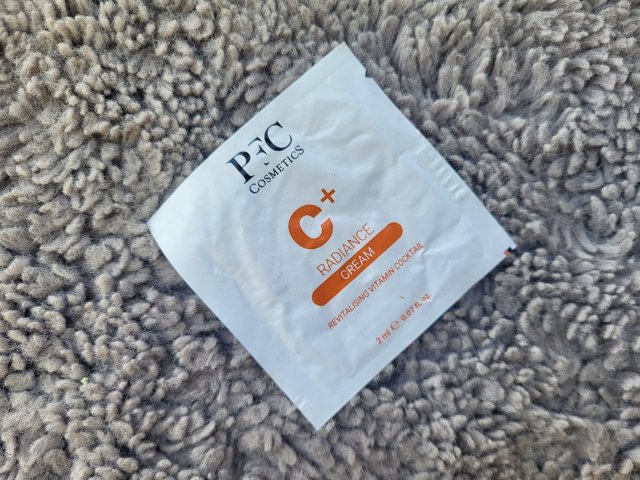 PFC
COSMETICS
C+
RADIANCE
CREAM
REVITALISING VITAMIN COCKTAIL
2 ml ℮ 0.07 fl. oz.